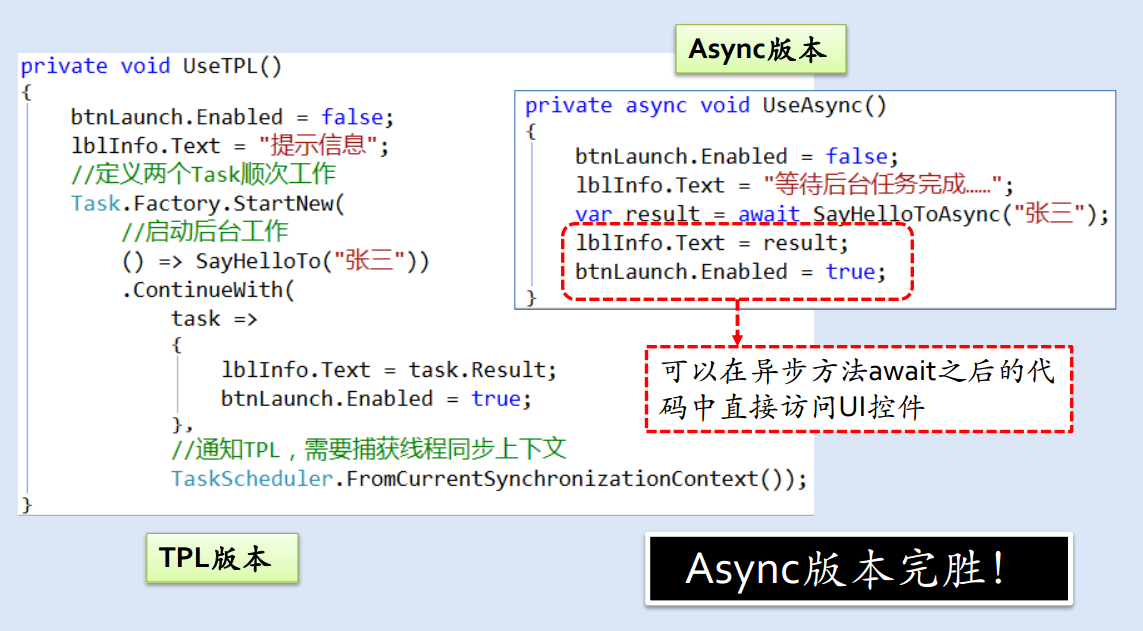 private void UseTPL()
{
btnLaunch.Enabled = false;
lblInfo.Text = "提示信息";
//定义两个Task顺次工作
Task.Factory.StartNew(
//启动后台工作
() => SayHelloTo("张三"))
.ContinueWith(
task =>
{
lblInfo.Text = task.Result;
btnLaunch.Enabled = true;
},
//通知TPL，需要捕获线程同步上下文
TaskScheduler.FromCurrentSynchronizationContext());
}
TPL版本
Async版本
private async void UseAsync()
{
btnLaunch.Enabled = false;
lblInfo.Text = "等待后台任务完成……";
var result = await SayHelloToAsync("张三");
lblInfo.Text = result;
btnLaunch.Enabled = true;
}
可以在异步方法await之后的代
码中直接访问UI控件
Async版本完胜！